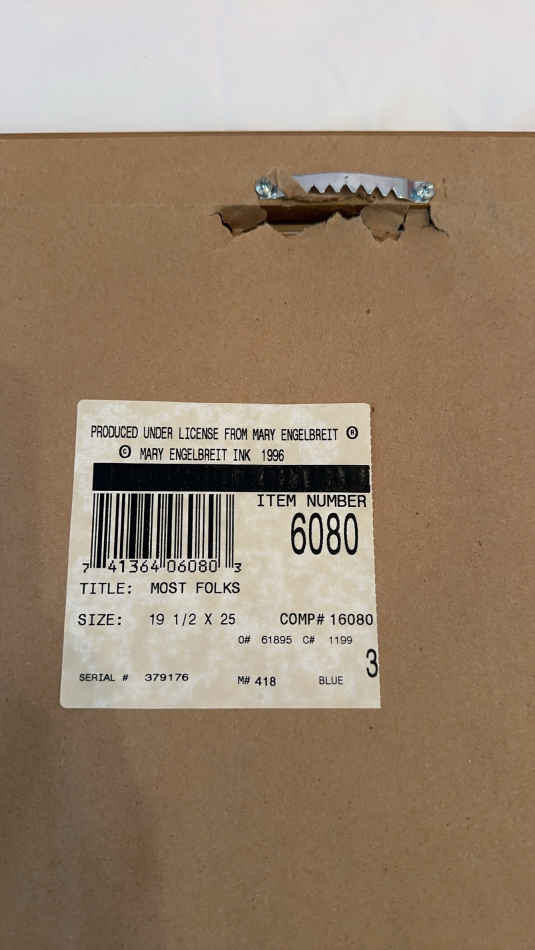 PRODUCED UNDER LICENSE FROM MARY ENGELBREIT ®
© MARY ENGELBREIT INK 1996
ITEM NUMBER
6080
7 41364 06080 3
TITLE: MOST FOLKS
SIZE: 19 1/2 X 25 COMP# 16080
O# 61895 C# 1199
3
SERIAL # 379176 M# 418 BLUE